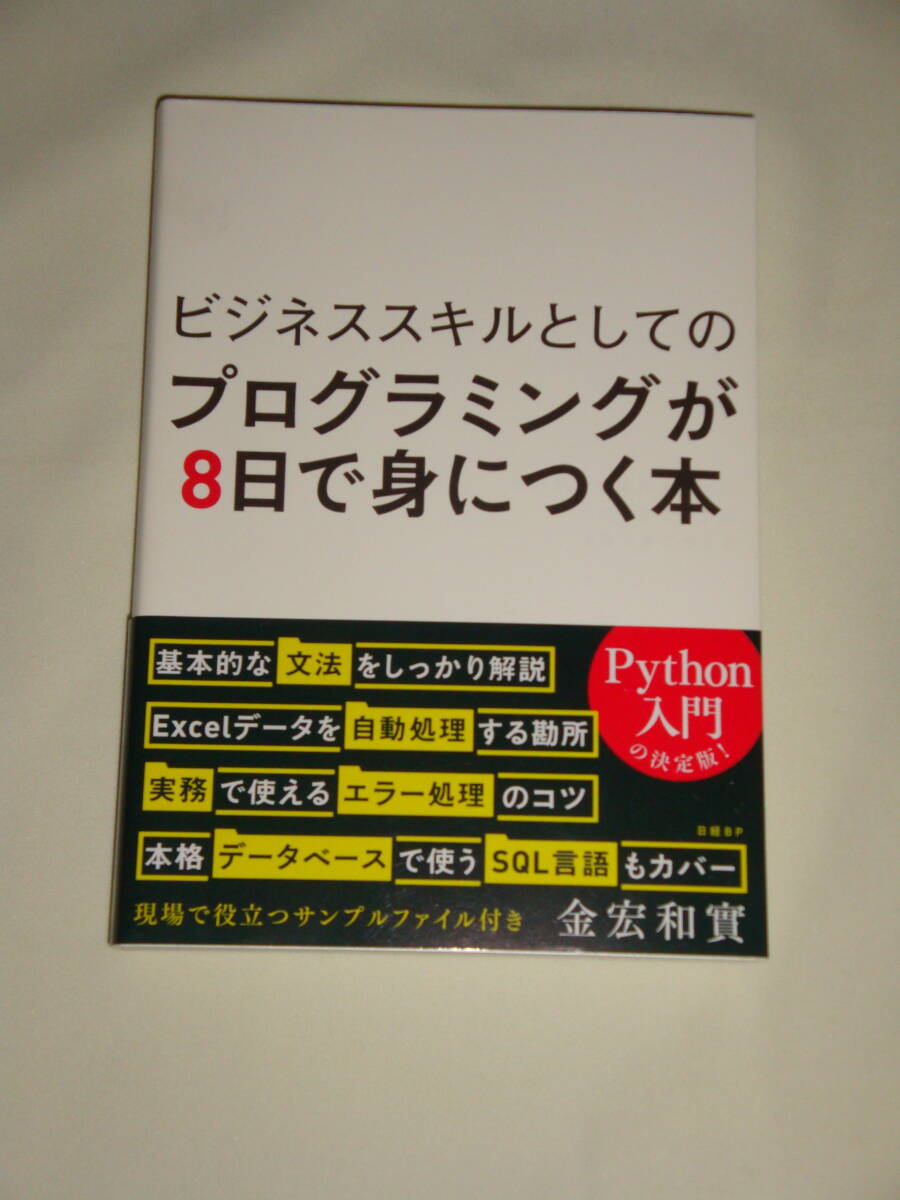 ビジネススキルとしての
プログラミングが
8日で身につく本
Python
入門
の決定版!
基本的な文法をしっかり解説
Excelデータを自動処理する勘所
実務で使えるエラー処理のコツ
日経BP
本格データベースで使うSQL言語もカバー
現場で役立つサンプルファイル付き
金宏和實